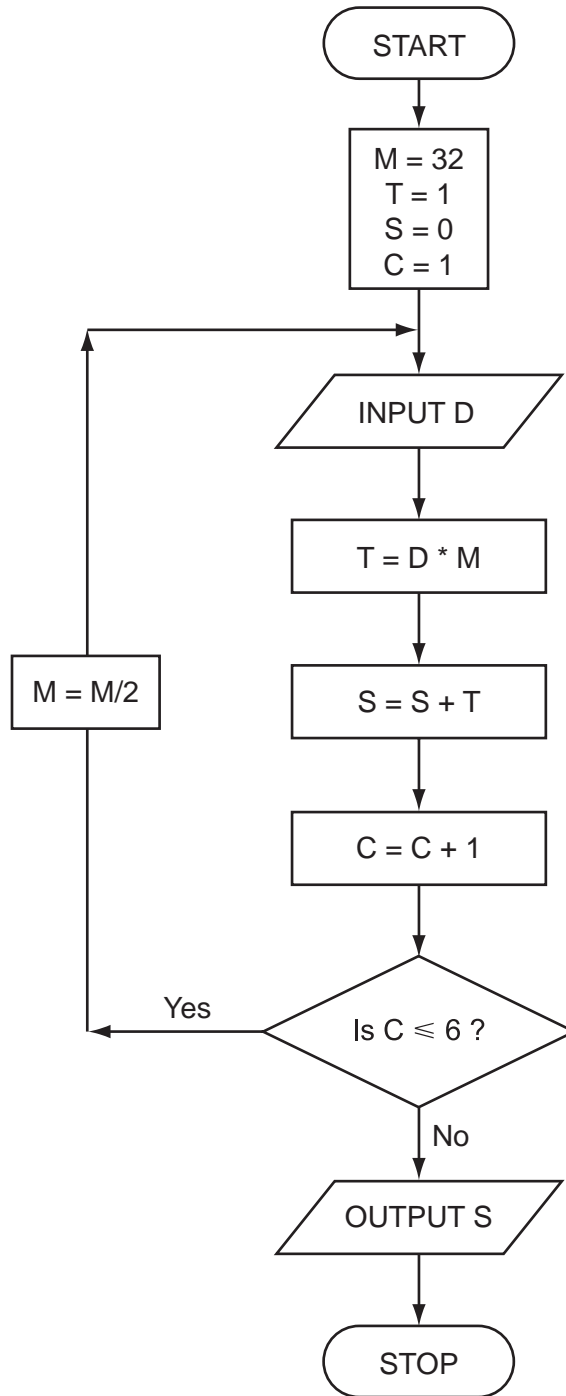 START
M = 32
T = 1
S = 0
C = 1
INPUT D
T = D * M
M = M/2
S = S + T
C = C + 1
Yes
Is C ⩽ 6 ?
No
OUTPUT S
STOP